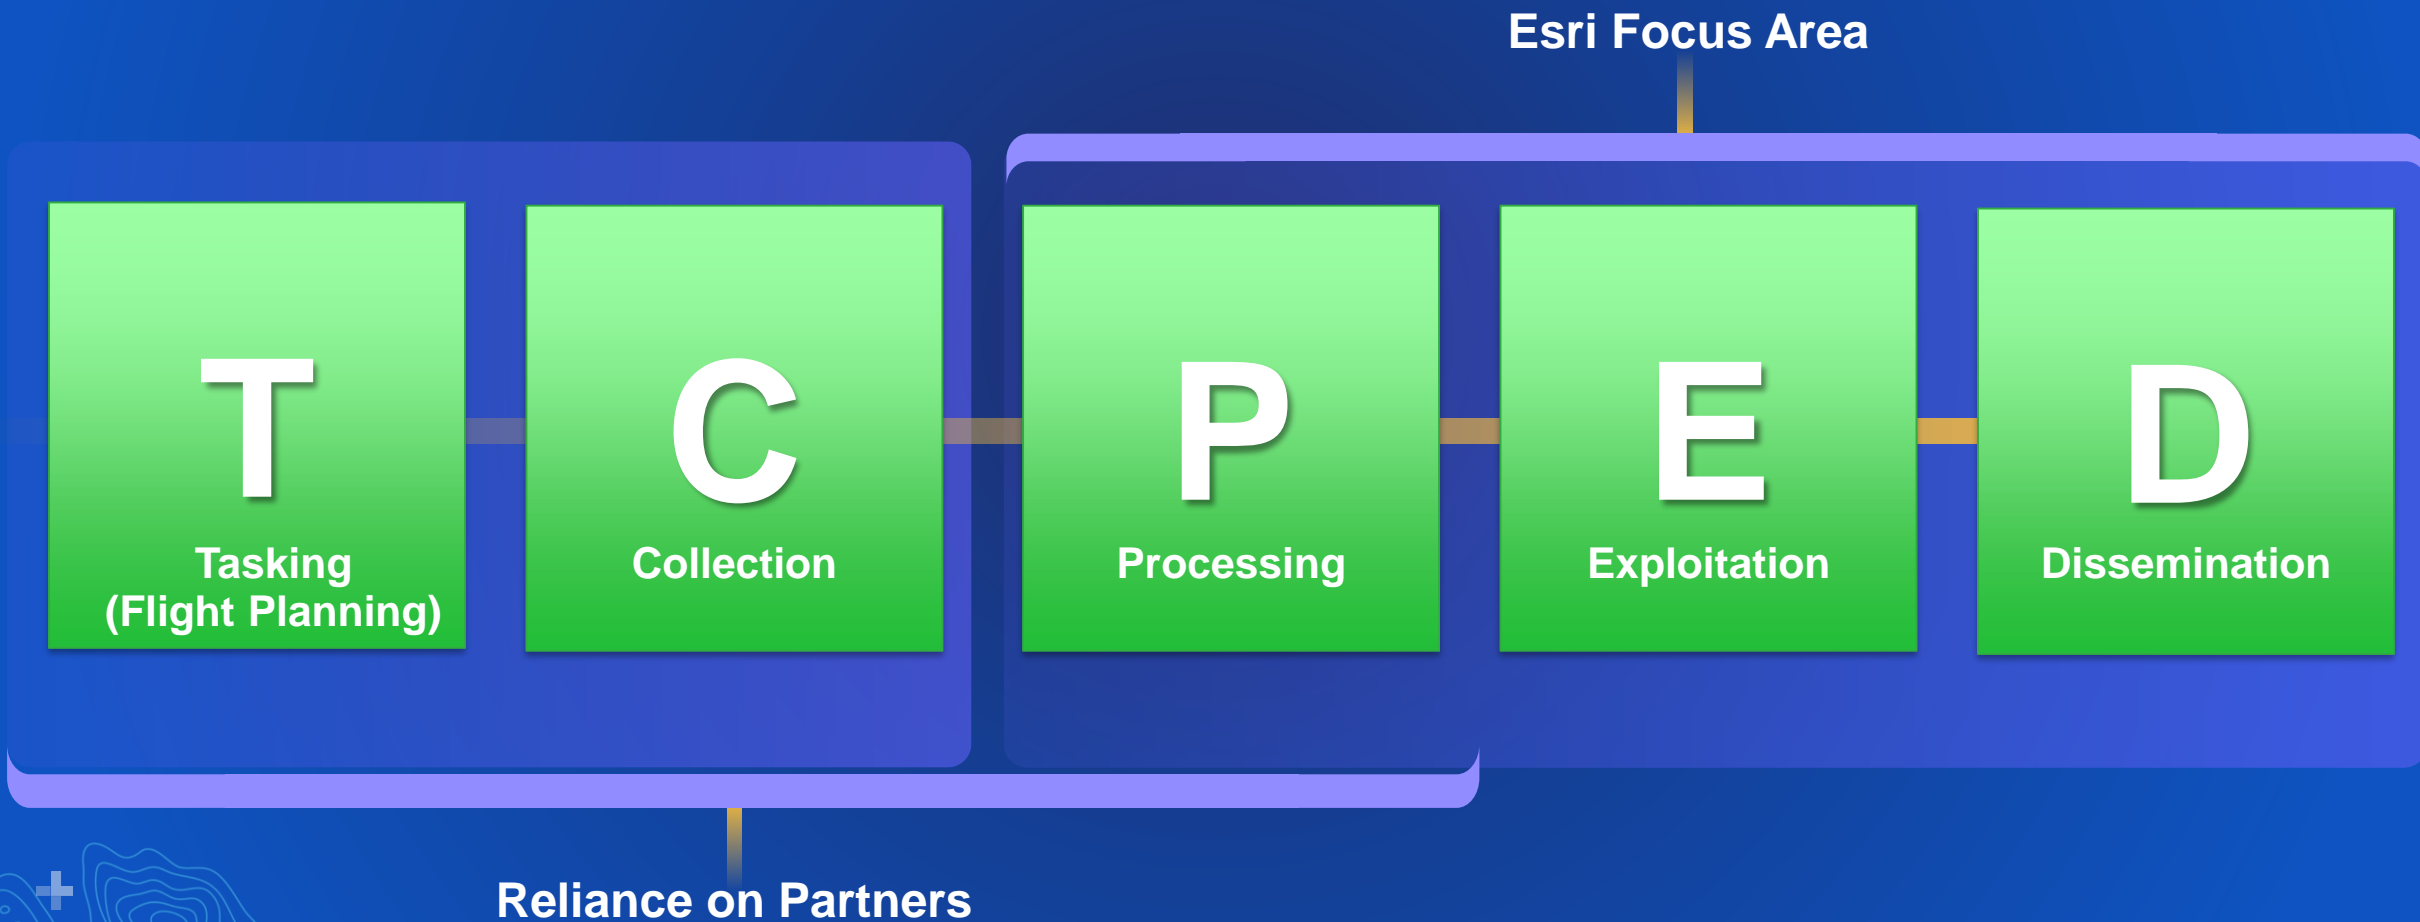 Esri Focus Area
T
Tasking
(Flight Planning)
C
Collection
P
Processing
E
Exploitation
D
Dissemination
Reliance on Partners